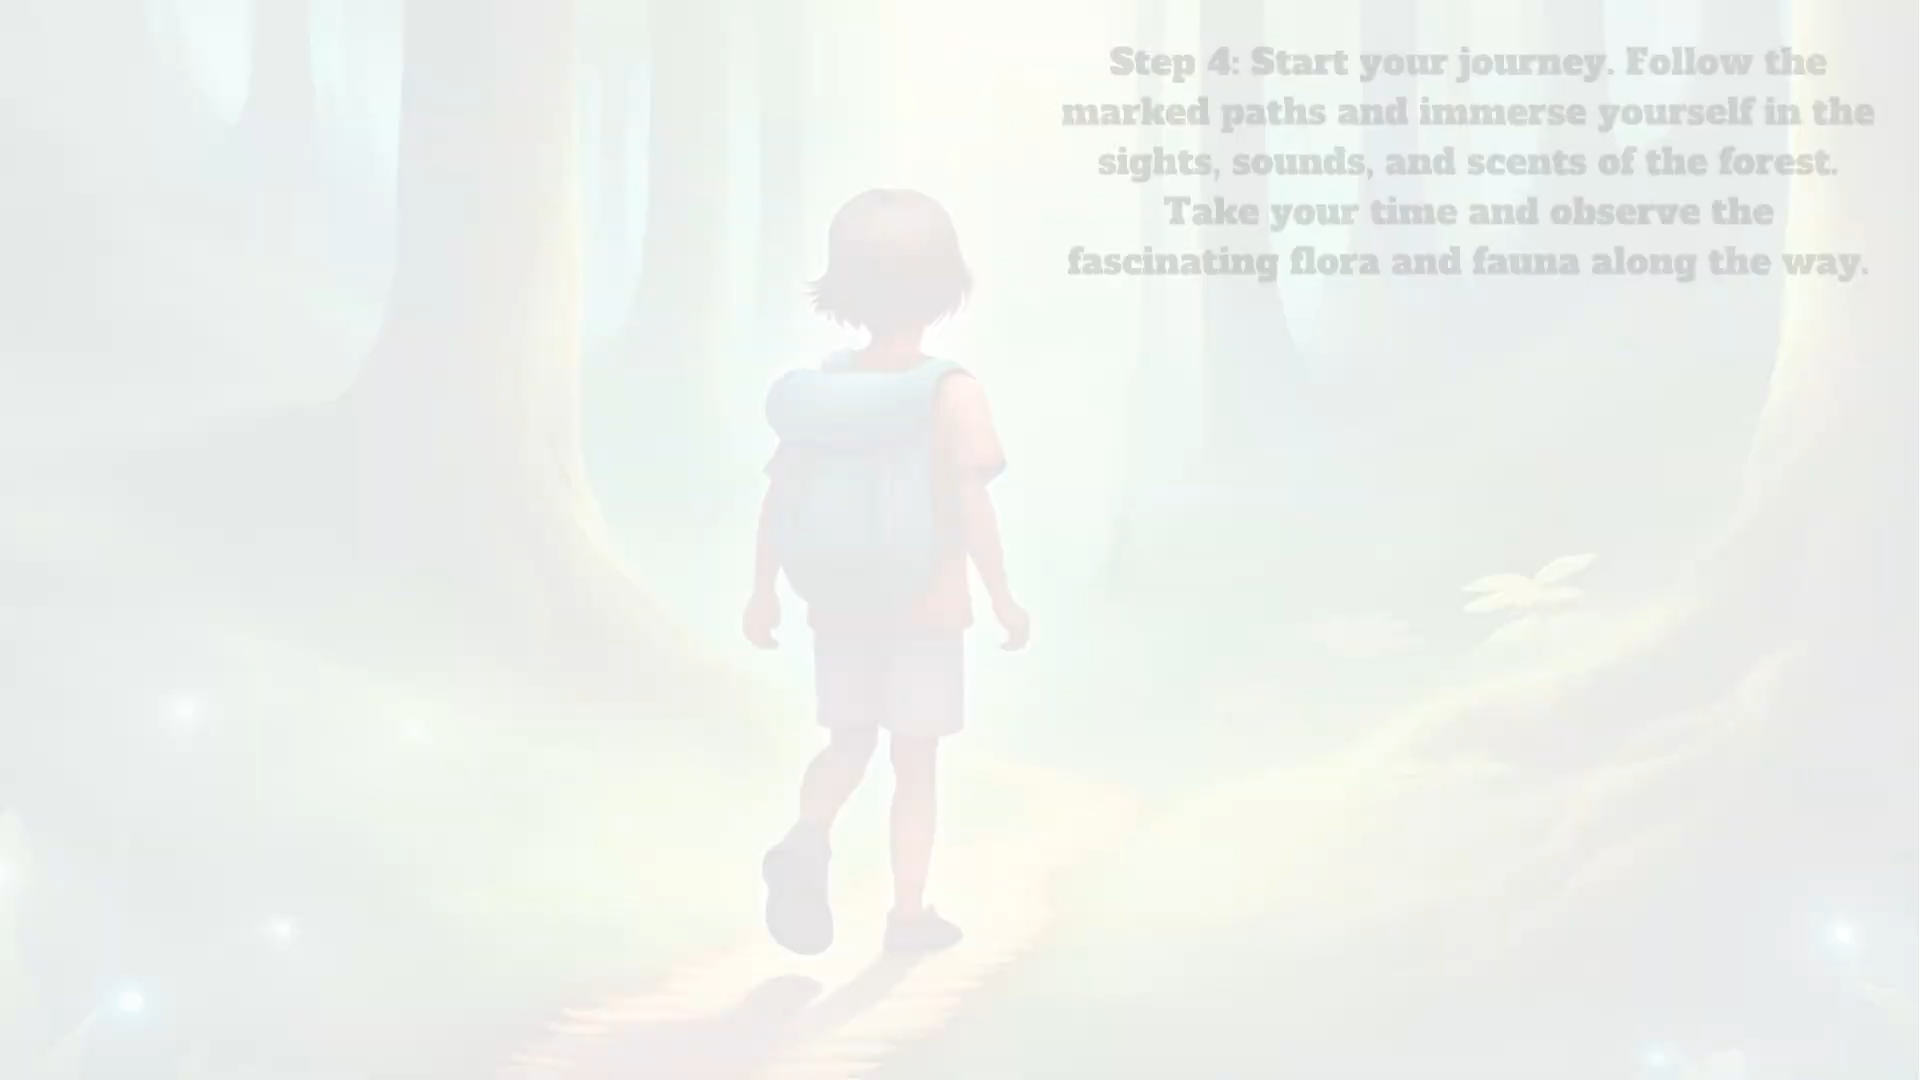 Step 4: Start your journey. Follow the
marked paths and immerse yourself in the
sights, sounds, and scents of the forest.
Take your time and observe the
fascinating flora and fauna along the way.